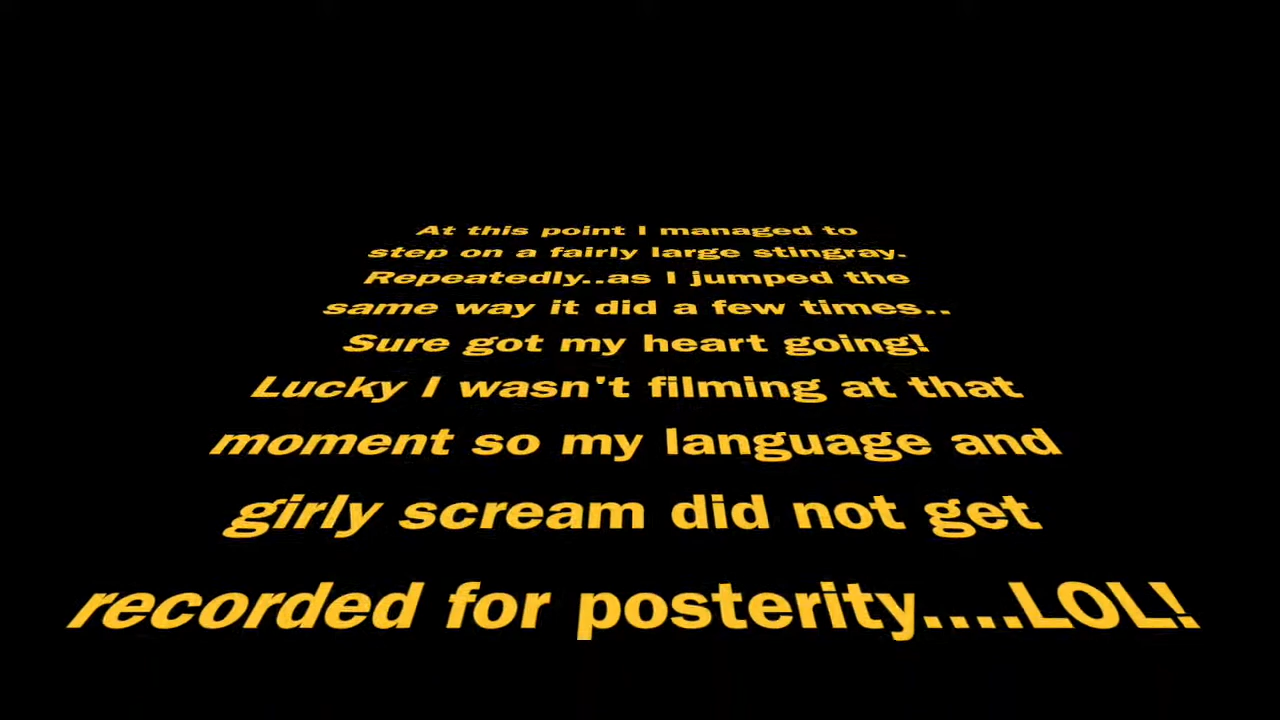 At this point I managed to
step on a fairly large stingray.
Repeatedly..as I jumped the
same way it did a few times..
Sure got my heart going!
Lucky I wasn't filming at that
moment so my language and
girly scream did not get
recorded for posterity....LOL!